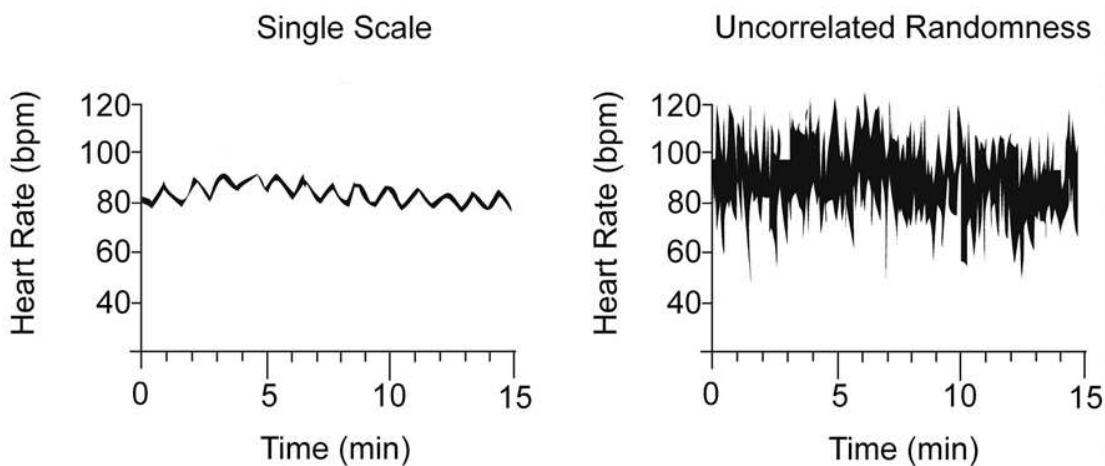 Single Scale
Heart Rate (bpm)
120
100
80
60
40
0 5 10 15
Time (min)
Uncorrelated Randomness
Heart Rate (bpm)
120
100
80
60
40
0 5 10 15
Time (min)